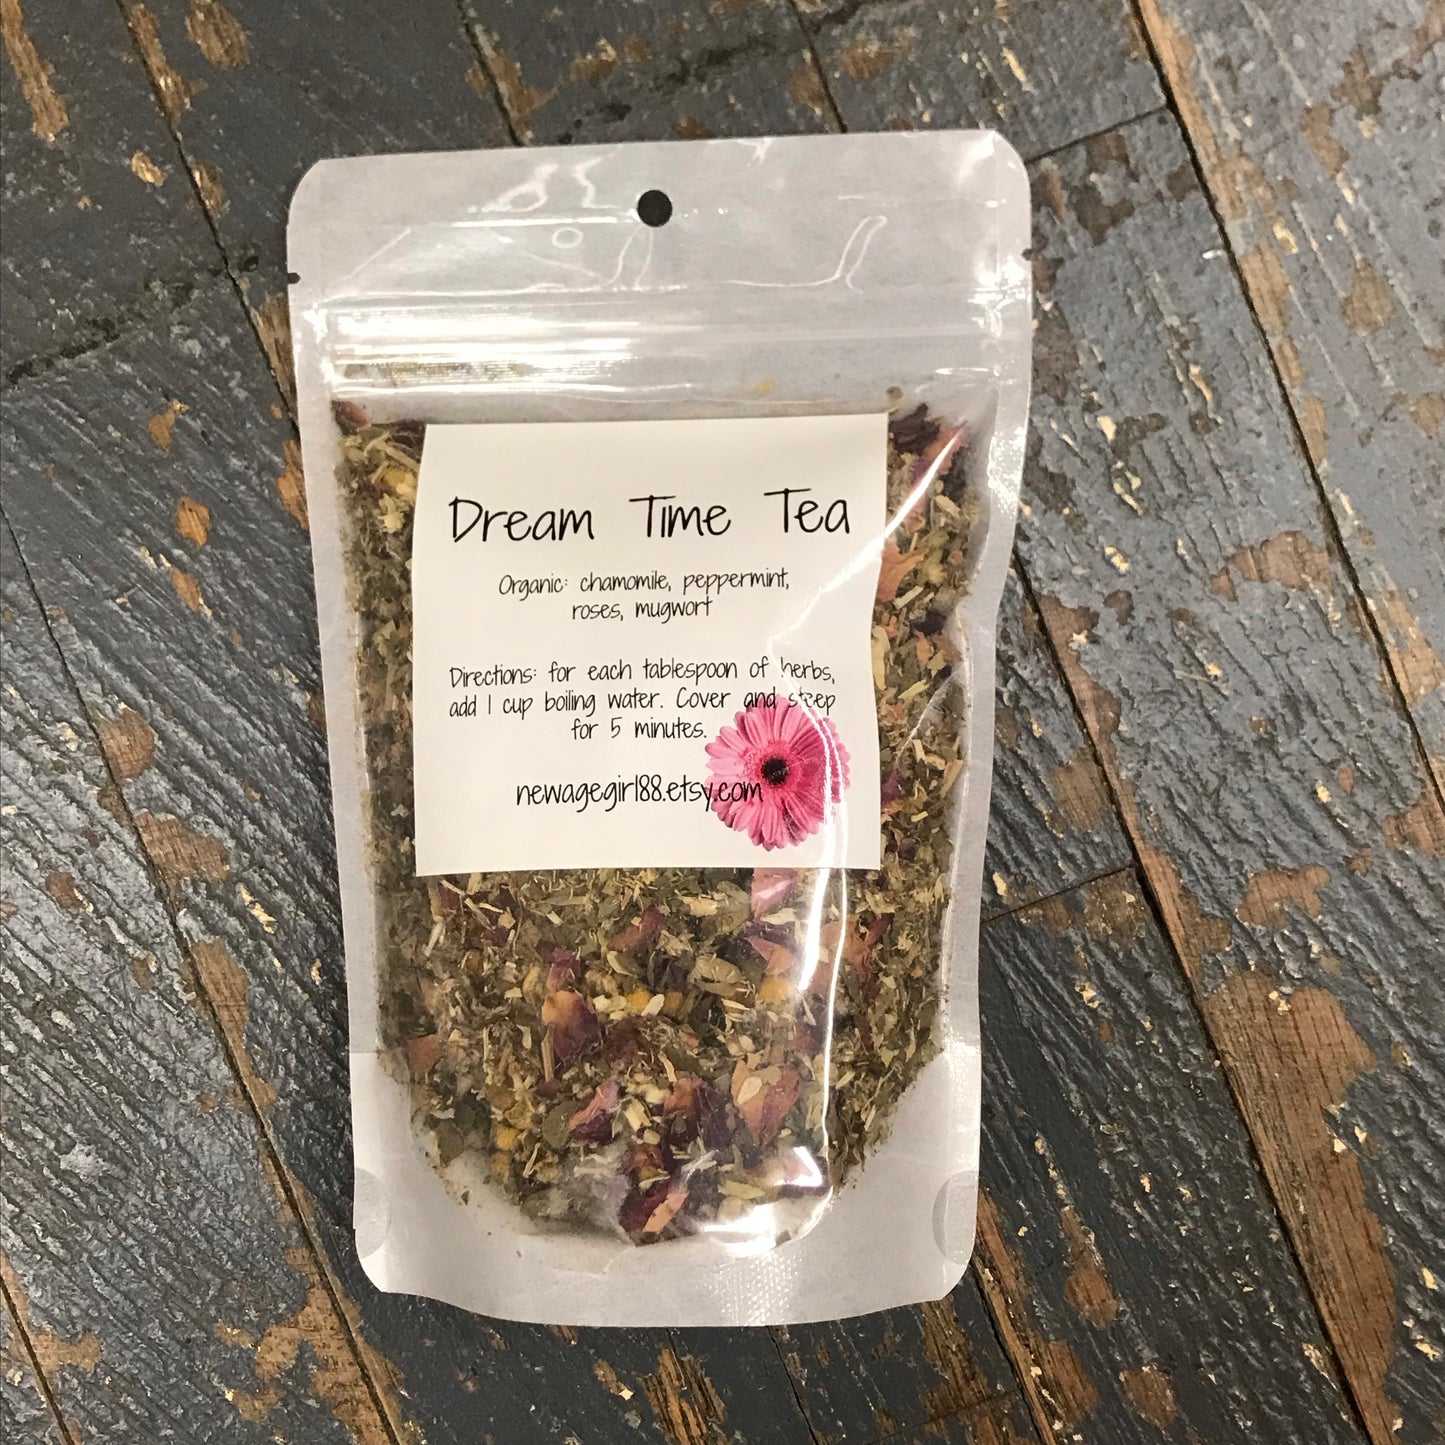 Dream Time Tea
Organic: chamomile, peppermint,
roses, mugwort
Directions: for each tablespoon of herbs,
add 1 cup boiling water. Cover and steep
for 5 minutes.
newagegirl88.etsy.com